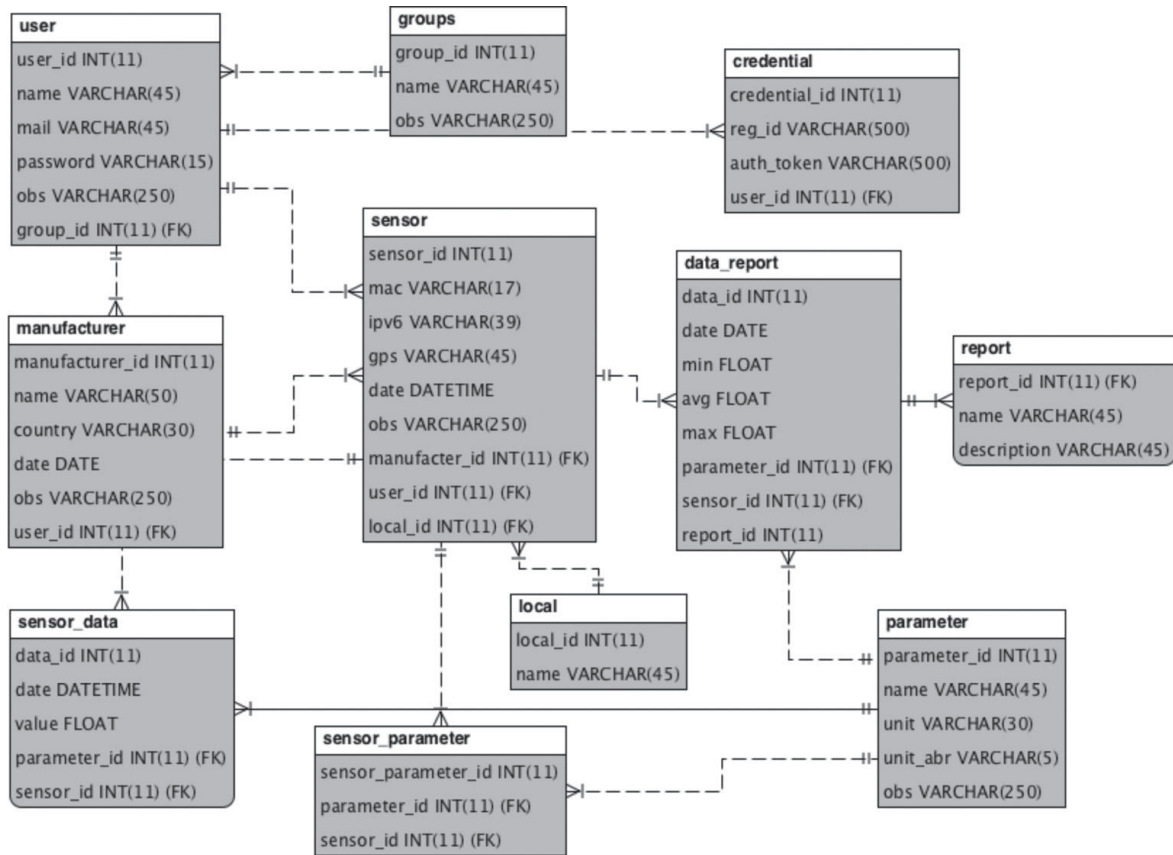 user
user_id INT(11)
name VARCHAR(45)
mail VARCHAR(45)
password VARCHAR(15)
obs VARCHAR(250)
group_id INT(11) (FK)
groups
group_id INT(11)
name VARCHAR(45)
obs VARCHAR(250)
credential
credential_id INT(11)
reg_id VARCHAR(500)
auth_token VARCHAR(500)
user_id INT(11) (FK)
sensor
sensor_id INT(11)
mac VARCHAR(17)
ipv6 VARCHAR(39)
gps VARCHAR(45)
date DATETIME
obs VARCHAR(250)
manufacter_id INT(11) (FK)
user_id INT(11) (FK)
local_id INT(11) (FK)
data_report
data_id INT(11)
date DATE
min FLOAT
avg FLOAT
max FLOAT
parameter_id INT(11) (FK)
sensor_id INT(11) (FK)
report_id INT(11)
manufacturer
manufacturer_id INT(11)
name VARCHAR(50)
country VARCHAR(30)
date DATE
obs VARCHAR(250)
user_id INT(11) (FK)
report
report_id INT(11) (FK)
name VARCHAR(45)
description VARCHAR(45)
local
local_id INT(11)
name VARCHAR(45)
sensor_data
data_id INT(11)
date DATETIME
value FLOAT
parameter_id INT(11) (FK)
sensor_id INT(11) (FK)
parameter
parameter_id INT(11)
name VARCHAR(45)
unit VARCHAR(30)
unit_abr VARCHAR(5)
obs VARCHAR(250)
sensor_parameter
sensor_parameter_id INT(11)
parameter_id INT(11) (FK)
sensor_id INT(11) (FK)